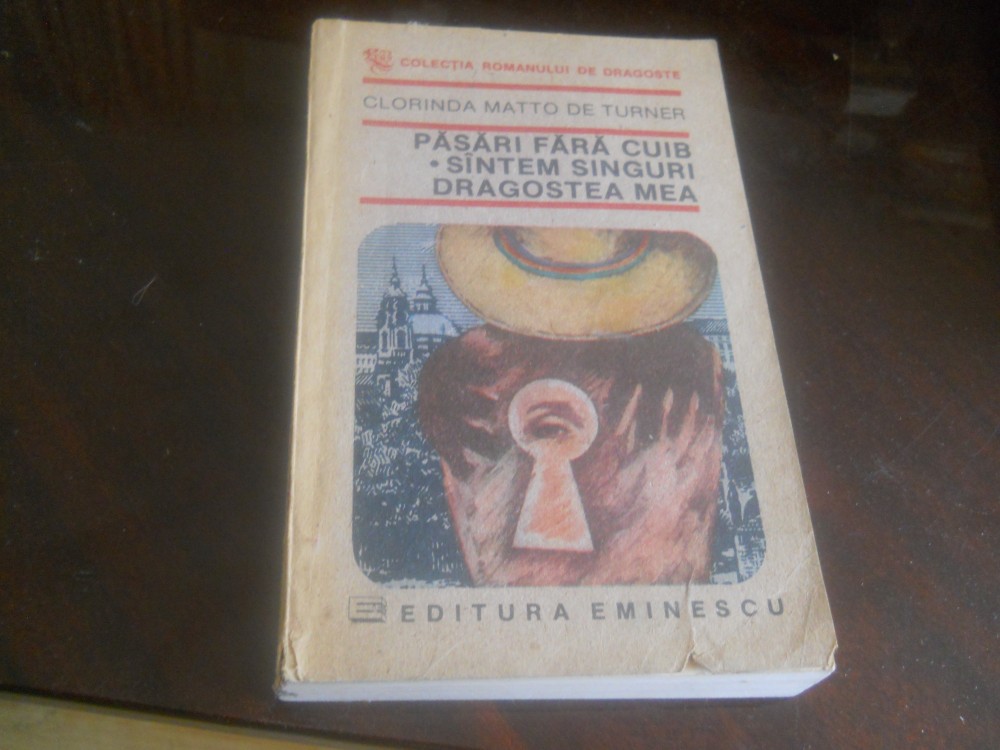 COLECȚIA ROMANULUI DE DRAGOSTE
CLORINDA MATTO DE TURNER
PĂSĂRI FĂRĂ CUIB
• SÎNTEM SINGURI
DRAGOSTEA MEA
EDITURA EMINESCU